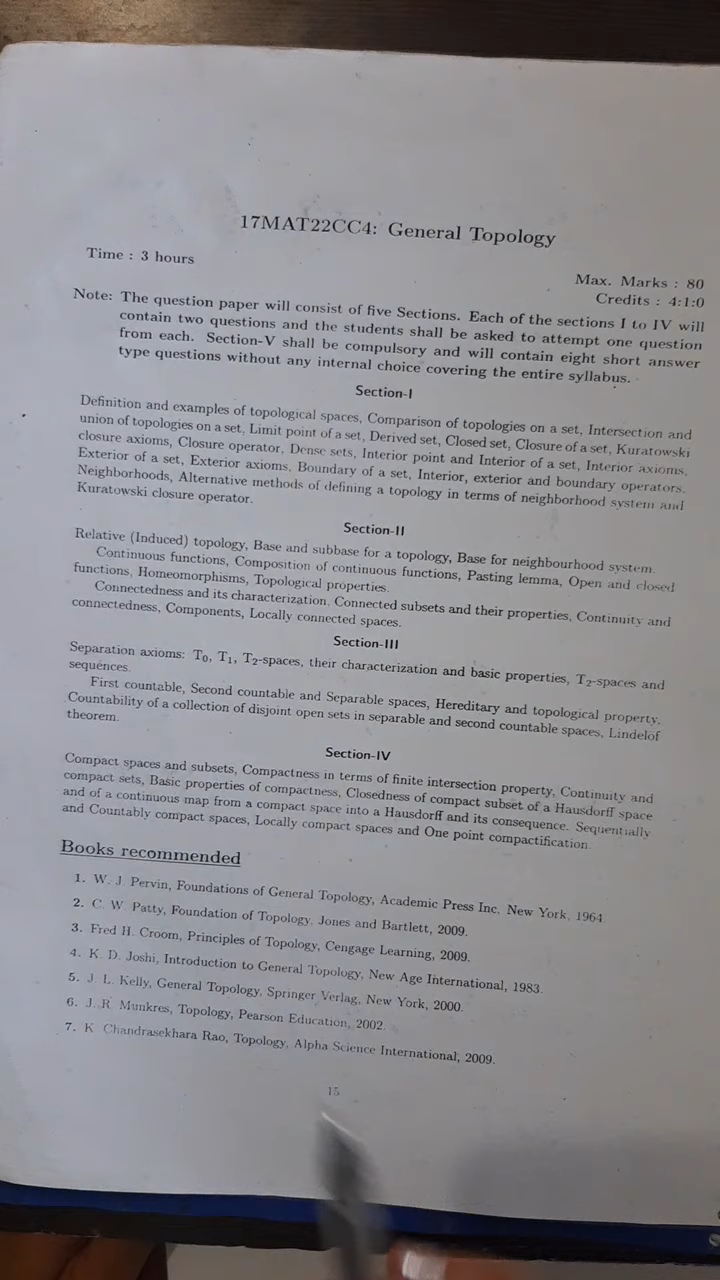 17MAT22CC4: General Topology
Time : 3 hours
Max. Marks : 80
Credits : 4:1:0
Note: The question paper will consist of five Sections. Each of the sections I to IV will
contain two questions and the students shall be asked to attempt one question
from each. Section-V shall be compulsory and will contain eight short answer
type questions without any internal choice covering the entire syllabus.
Section-I
Definition and examples of topological spaces, Comparison of topologies on a set, Intersection and
union of topologies on a set, Limit point of a set, Derived set, Closed set, Closure of a set, Kuratowski
closure axioms, Closure operator, Dense sets, Interior point and Interior of a set, Interior axioms,
Exterior of a set, Exterior axioms, Boundary of a set, Interior, exterior and boundary operators,
Neighborhoods, Alternative methods of defining a topology in terms of neighborhood system and
Kuratowski closure operator.
Section-II
Relative (Induced) topology, Base and subbase for a topology, Base for neighbourhood system.
Continuous functions, Composition of continuous functions, Pasting lemma, Open and closed
functions, Homeomorphisms, Topological properties.
Connectedness and its characterization, Connected subsets and their properties, Continuity and
connectedness, Components, Locally connected spaces.
Section-III
Separation axioms: T₀, T₁, T₂-spaces, their characterization and basic properties, T₂-spaces and
sequences.
First countable, Second countable and Separable spaces, Hereditary and topological property,
Countability of a collection of disjoint open sets in separable and second countable spaces, Lindelof
theorem.
Section-IV
Compact spaces and subsets, Compactness in terms of finite intersection property, Continuity and
compact sets, Basic properties of compactness, Closedness of compact subset of a Hausdorff space
and of a continuous map from a compact space into a Hausdorff and its consequence. Sequentially
and Countably compact spaces, Locally compact spaces and One point compactification.
Books recommended
1. W. J. Pervin, Foundations of General Topology, Academic Press Inc. New York, 1964
2. C. W. Patty, Foundation of Topology, Jones and Bartlett, 2009.
3. Fred H. Croom, Principles of Topology, Cengage Learning, 2009.
4. K. D. Joshi, Introduction to General Topology, New Age International, 1983.
5. J. L. Kelly, General Topology, Springer Verlag, New York, 2000.
6. J. R. Munkres, Topology, Pearson Education, 2002.
7. K. Chandrasekhara Rao, Topology, Alpha Science International, 2009.
15